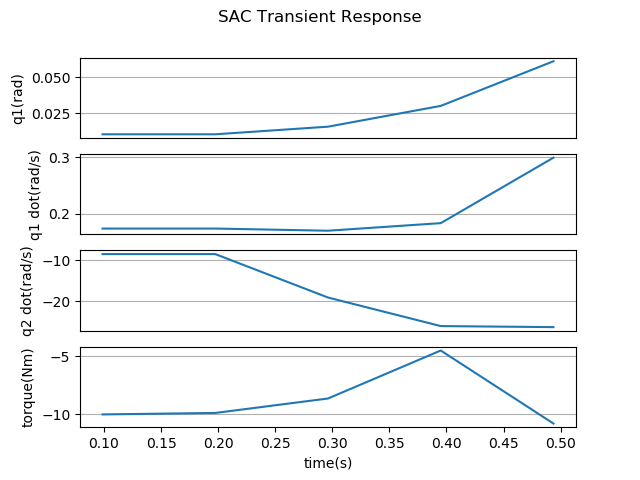 SAC Transient Response
q1(rad)
0.050
0.025
q1 dot(rad/s)
0.3
0.2
q2 dot(rad/s)
−10
−20
torque(Nm)
−5
−10
0.10 0.15 0.20 0.25 0.30 0.35 0.40 0.45 0.50
time(s)